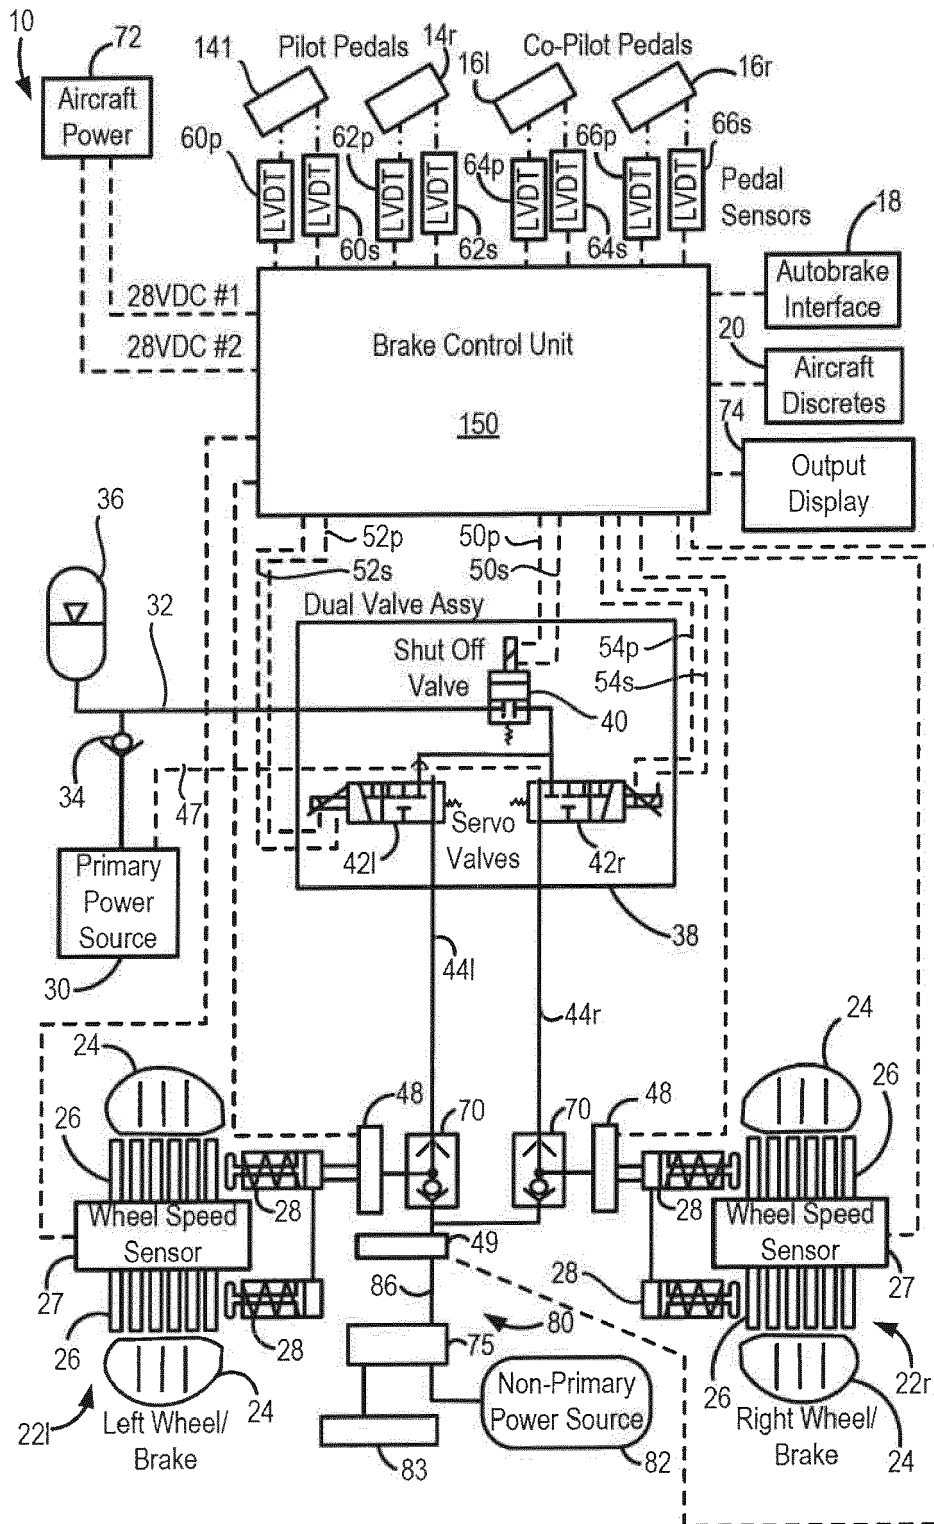 10
72
141
Pilot Pedals
14r
Co-Pilot Pedals
16l
16r
Aircraft
Power
60p
62p
64p
66p
66s
LVDT
LVDT
LVDT
LVDT
LVDT
LVDT
LVDT
LVDT
Pedal
Sensors
60s
62s
64s
18
28VDC #1
28VDC #2
Autobrake
Interface
Brake Control Unit
150
20
Aircraft
Discretes
74
Output
Display
36
52p
52s
50p
50s
32
Dual Valve Assy
Shut Off
Valve
40
54p
54s
34
47
Servo
Valves
42l
42r
Primary
Power
Source
30
38
44l
44r
24
24
26
48
70
70
48
26
28
28
Wheel Speed
Sensor
Wheel Speed
Sensor
27
49
27
86
28
80
26
28
75
26
22r
Non-Primary
Power Source
24
22l
Left Wheel/
Brake
83
82
Right Wheel/
Brake
24